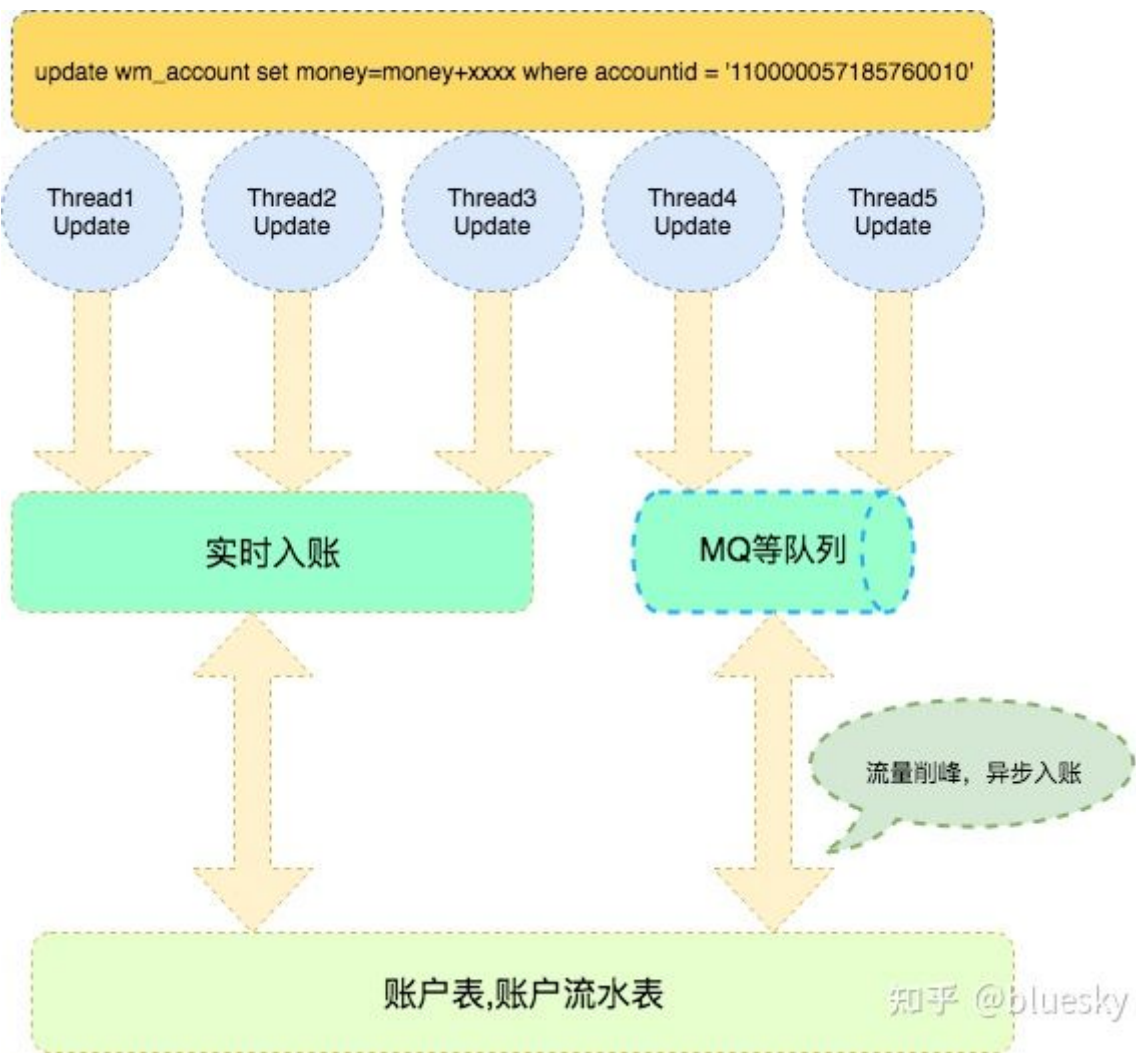 update wm_account set money=money+xxxx where accountid = '110000057185760010'
Thread1
Update
Thread2
Update
Thread3
Update
Thread4
Update
Thread5
Update
实时入账
MQ等队列
流量削峰，异步入账
账户表,账户流水表
知乎 @bluesky